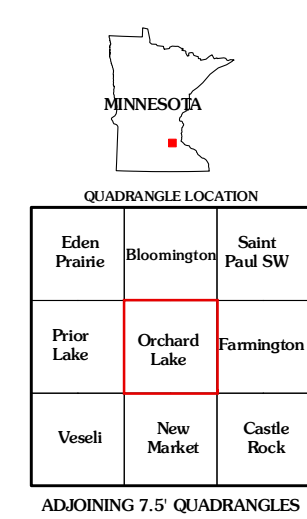 MINNESOTA
QUADRANGLE LOCATION
Eden
Prairie
Bloomington
Saint
Paul SW
Prior
Lake
Orchard
Lake
Farmington
Veseli
New
Market
Castle
Rock
ADJOINING 7.5' QUADRANGLES